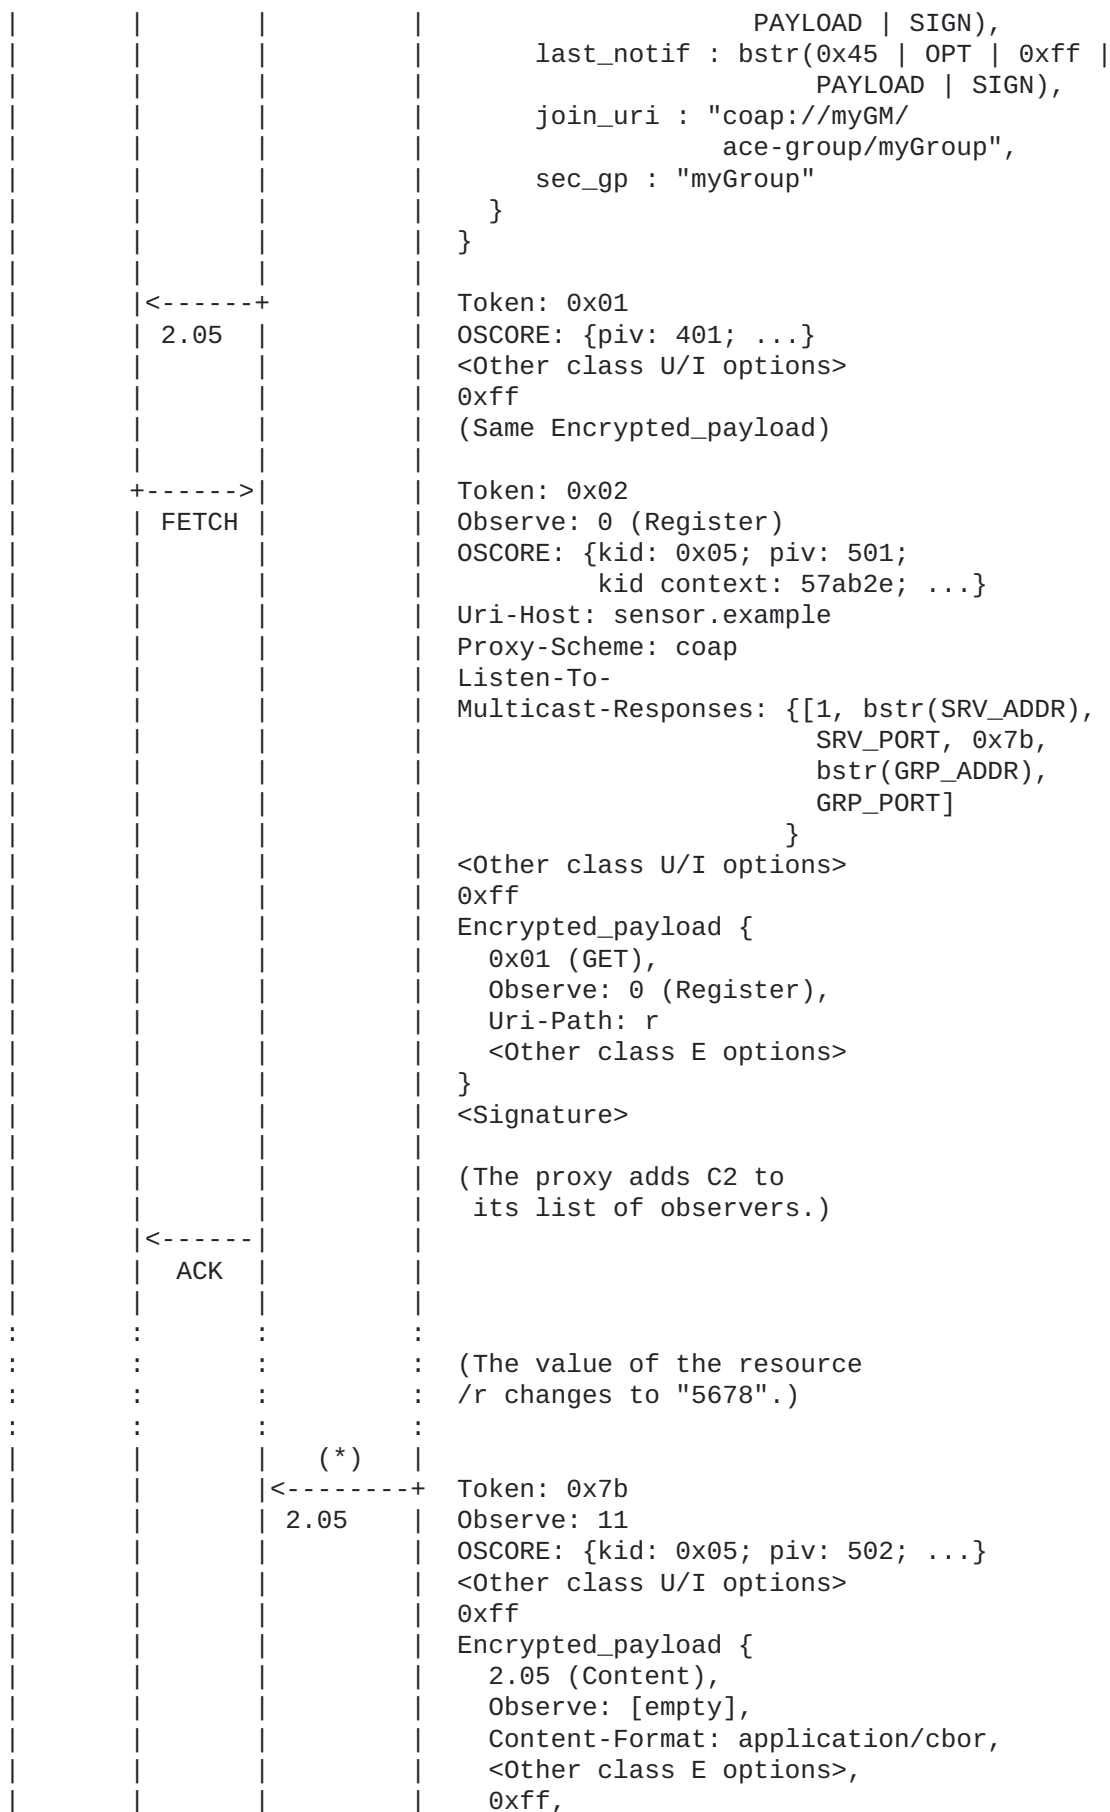 |       |       |         |                     PAYLOAD | SIGN),
|       |       |         |       last_notif : bstr(0x45 | OPT | 0xff |
|       |       |         |                         PAYLOAD | SIGN),
|       |       |         |       join_uri : "coap://myGM/
|       |       |         |                   ace-group/myGroup",
|       |       |         |       sec_gp : "myGroup"
|       |       |         |    }
|       |       |         |  }
|       |       |         |
|       |<------+         |  Token: 0x01
|       | 2.05  |         |  OSCORE: {piv: 401; ...}
|       |       |         |  <Other class U/I options>
|       |       |         |  0xff
|       |       |         |  (Same Encrypted_payload)
|       |       |         |
|       +------>|         |  Token: 0x02
|       | FETCH |         |  Observe: 0 (Register)
|       |       |         |  OSCORE: {kid: 0x05; piv: 501;
|       |       |         |           kid context: 57ab2e; ...}
|       |       |         |  Uri-Host: sensor.example
|       |       |         |  Proxy-Scheme: coap
|       |       |         |  Listen-To-
|       |       |         |  Multicast-Responses: {[1, bstr(SRV_ADDR),
|       |       |         |                         SRV_PORT, 0x7b,
|       |       |         |                         bstr(GRP_ADDR),
|       |       |         |                         GRP_PORT]
|       |       |         |                       }
|       |       |         |  <Other class U/I options>
|       |       |         |  0xff
|       |       |         |  Encrypted_payload {
|       |       |         |    0x01 (GET),
|       |       |         |    Observe: 0 (Register),
|       |       |         |    Uri-Path: r
|       |       |         |    <Other class E options>
|       |       |         |  }
|       |       |         |  <Signature>
|       |       |         |
|       |       |         |  (The proxy adds C2 to
|       |       |         |   its list of observers.)
|       |<------|         |
|       |  ACK  |         |
|       |       |         |
:       :       :         :
:       :       :         :  (The value of the resource
:       :       :         :  /r changes to "5678".)
:       :       :         :
|       |       |   (*)   |
|       |       |<--------+  Token: 0x7b
|       |       | 2.05    |  Observe: 11
|       |       |         |  OSCORE: {kid: 0x05; piv: 502; ...}
|       |       |         |  <Other class U/I options>
|       |       |         |  0xff
|       |       |         |  Encrypted_payload {
|       |       |         |    2.05 (Content),
|       |       |         |    Observe: [empty],
|       |       |         |    Content-Format: application/cbor,
|       |       |         |    <Other class E options>,
|       |       |         |    0xff,